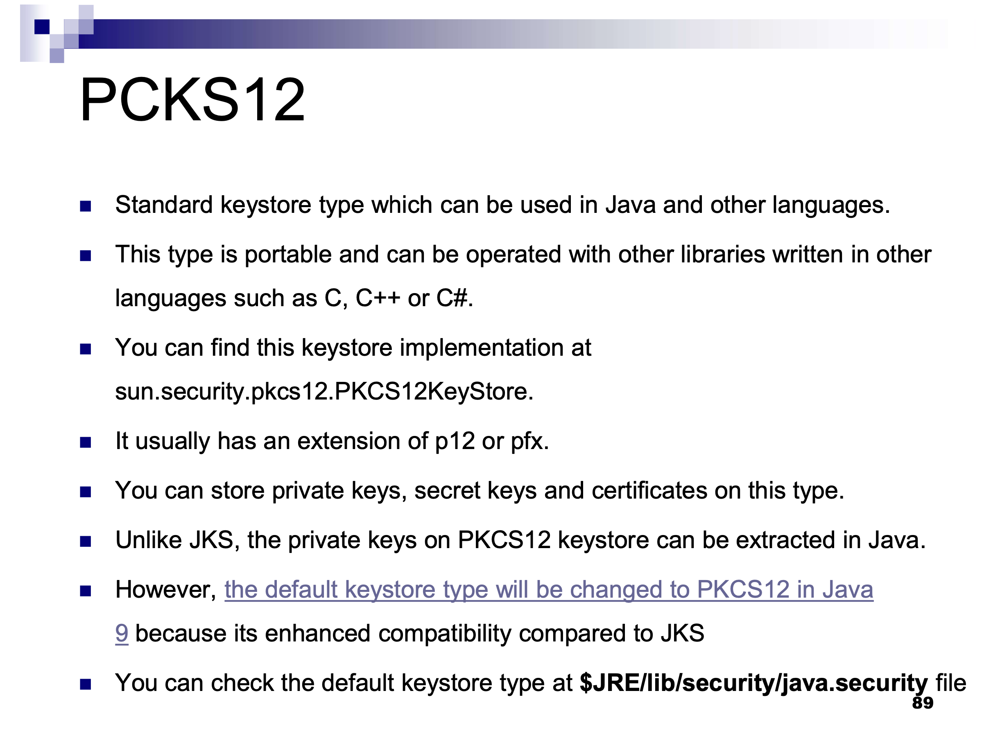 PCKS12
Standard keystore type which can be used in Java and other languages.
This type is portable and can be operated with other libraries written in other
languages such as C, C++ or C#.
You can find this keystore implementation at
sun.security.pkcs12.PKCS12KeyStore.
It usually has an extension of p12 or pfx.
You can store private keys, secret keys and certificates on this type.
Unlike JKS, the private keys on PKCS12 keystore can be extracted in Java.
However, the default keystore type will be changed to PKCS12 in Java
9 because its enhanced compatibility compared to JKS
You can check the default keystore type at $JRE/lib/security/java.security file
89